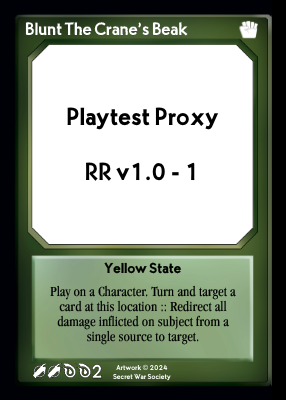 Blunt The Crane's Beak
Playtest Proxy
RR v1.0 - 1
Yellow State
Play on a Character. Turn and target a
card at this location :: Redirect all
damage inflicted on subject from a
single source to target.
2
Artwork © 2024
Secret War Society